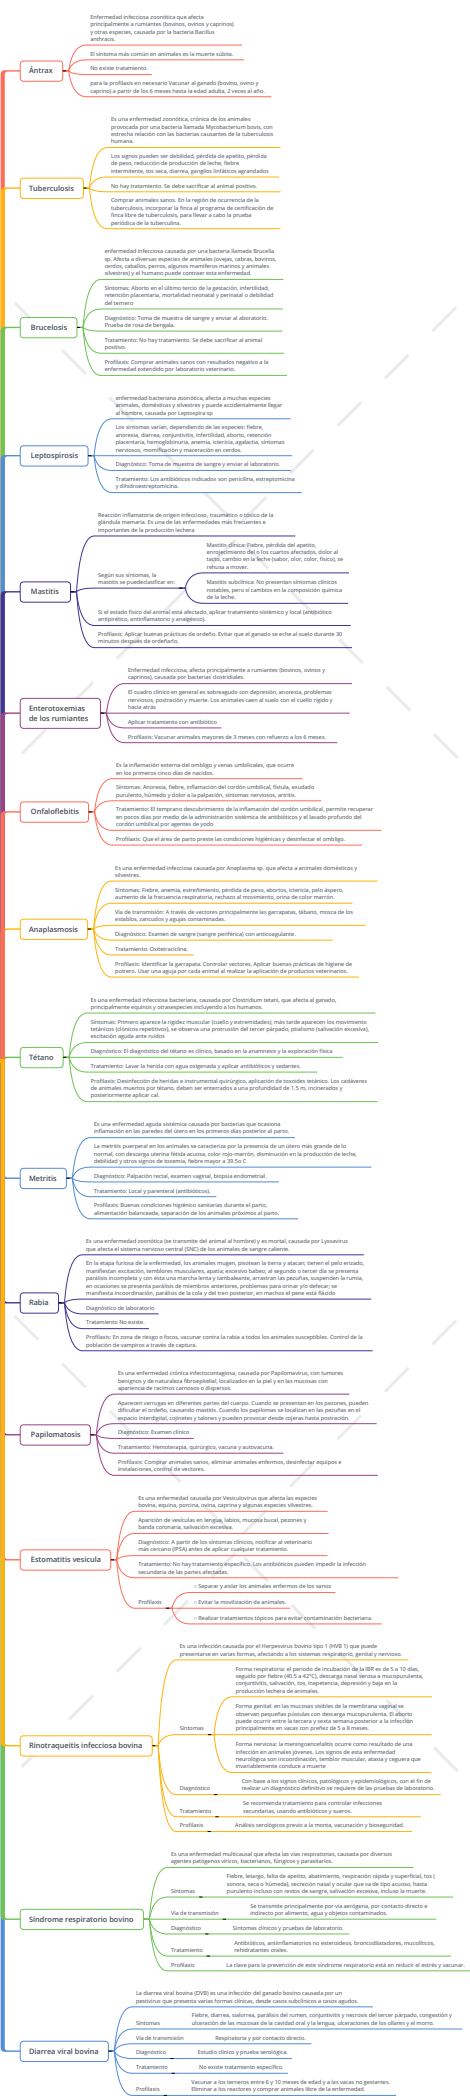 Ántrax
Enfermedad infecciosa zoonótica que afecta
principalmente a rumiantes (bovinos, ovinos y caprinos)
y otras especies, causada por la bacteria Bacillus
anthracis.
El síntoma más común en animales es la muerte súbita.
No existe tratamiento.
para la profilaxis en necesario Vacunar al ganado (bovino, ovino y
caprino) a partir de los 6 meses hasta la edad adulta, 2 veces al año.
Tuberculosis
Es una enfermedad zoonótica, crónica de los animales
provocada por una bacteria llamada Mycobacterium bovis, con
estrecha relación con las bacterias causantes de la tuberculosis
humana.
Los signos pueden ser debilidad, pérdida de apetito, pérdida
de peso, reducción de producción de leche, fiebre
intermitente, tos seca, diarrea, ganglios linfáticos agrandados
No hay tratamiento. Se debe sacrificar al animal positivo.
Comprar animales sanos. En la región de ocurrencia de la
tuberculosis, incorporar la finca al programa de certificación de
finca libre de tuberculosis, para llevar a cabo la prueba
periódica de la tuberculina.
Brucelosis
enfermedad infecciosa causada por una bacteria llamada Brucella
sp. Afecta a diversas especies de animales (ovejas, cabras, bovinos,
cerdos, caballos, perros, algunos mamíferos marinos y animales
silvestres) y el humano puede contraer esta enfermedad.
Síntomas: Aborto en el último tercio de la gestación, infertilidad,
retención placentaria, mortalidad neonatal y perinatal o debilidad
del ternero
Diagnóstico: Toma de muestra de sangre y enviar al aboratorio.
Prueba de rosa de bengala.
Tratamiento: No hay tratamiento. Se debe sacrificar al animal
positivo.
Profilaxis: Comprar animales sanos con resultados negativo a la
enfermedad extendido por laboratorio veterinario.
Leptospirosis
enfermedad bacteriana zoonótica, afecta a muchas especies
animales, domésticas y silvestres y puede accidentalmente llegar
al hombre, causada por Leptospira sp
Los síntomas varían, dependiendo de las especies: fiebre,
anorexia, diarrea, conjuntivitis, infertilidad, aborto, retención
placentaria, hemoglobinuria, anemia, ictericia, agalactia, síntomas
nerviosos, momificación y maceración en cerdos.
Diagnóstico: Toma de muestra de sangre y enviar al laboratorio.
Tratamiento: Los antibióticos indicados son penicilina, estreptomicina
y dihidroestreptomicina.
Mastitis
Reacción inflamatoria de origen infeccioso, traumático o tóxico de la
glándula mamaria. Es una de las enfermedades más frecuentes e
importantes de la producción lechera
Según sus síntomas, la
mastitis se puedeclasificar en:
Mastitis clínica: Fiebre, pérdida del apetito,
enrojecimiento del o los cuartos afectados, dolor al
tacto, cambio en la leche (sabor, olor, color, físico), se
rehusa a mover.
Mastitis subclínica: No presentan síntomas clínicos
notables, pero si cambios en la composición química
de la leche.
Si el estado físico del animal está afectado, aplicar tratamiento sistémico y local (antibiótico
antipirético, antiinflamatorio y analgésico).
Profilaxis: Aplicar buenas prácticas de ordeño. Evitar que el ganado se eche al suelo durante 30
minutos después de ordeñarlo.
Enterotoxemias
de los rumiantes
Enfermedad infecciosa, afecta principalmente a rumiantes (bovinos, ovinos y
caprinos), causada por bacterias clostridiales.
El cuadro clínico en general es sobreagudo con depresión, anorexia, problemas
nerviosos, postración y muerte. Los animales caen al suelo con el cuello rígido y
hacia atrás
Aplicar tratamiento con antibiótico
Profilaxis: Vacunar animales mayores de 3 meses con refuerzo a los 6 meses.
Onfaloflebitis
Es la inflamación externa del ombligo y venas umbilicales, que ocurre
en los primeros cinco días de nacidos.
Síntomas: Anorexia, fiebre, inflamación del cordón umbilical, fístula, exudado
purulento, húmedo y dolor a la palpación, síntomas nerviosos, artritis.
Tratamiento: El temprano descubrimiento de la inflamación del cordón umbilical, permite recuperar
en pocos días por medio de la administración sistémica de antibióticos y el lavado profundo del
cordón umbilical por agentes de yodo
Profilaxis: Que el área de parto preste las condiciones higiénicas y desinfectar el ombligo.
Anaplasmosis
Es una enfermedad infecciosa causada por Anaplasma sp. que afecta a animales domésticos y
silvestres.
Síntomas: Fiebre, anemia, estreñimiento, pérdida de peso, abortos, ictericia, pelo áspero,
aumento de la frecuencia respiratoria, rechazo al movimiento, orina de color marrón.
Vía de transmisión: A través de vectores principalmente las garrapatas, tábano, mosca de los
establos, zancudos y agujas contaminadas.
Diagnóstico: Examen de sangre (sangre periférica) con anticoagulante.
Tratamiento: Oxitetraciclina.
Profilaxis: Identificar la garrapata. Controlar vectores, Aplicar buenas prácticas de higiene de
potrero. Usar una aguja por cada animal al realizar la aplicación de productos veterinarios.
Tétano
Es una enfermedad infecciosa bacteriana, causada por Clostridium tetani, que afecta al ganado,
principalmente equinos y otrasespecies incluyendo a los humanos.
Síntomas: Primero aparece la rigidez muscular (cuello y extremidades), más tarde aparecen los movimiento
tetánicos (clónicos repetitivos), se observa una protrusión del tercer párpado, ptialismo (salivación excesiva),
excitación aguda ante ruidos
Diagnóstico: El diagnóstico del tétano es clínico, basado en la anamnesis y la exploración física
Tratamiento: Lavar la herida con agua oxigenada y aplicar antibióticos y sedantes.
Profilaxis: Desinfección de heridas e instrumental quirúrgico, aplicación de toxoides tetánico. Los cadáveres
de animales muertos por tétano, deben ser enterrados a una profundidad de 1.5 m, incinerados y
posteriormente aplicar cal.
Metritis
Es una enfermedad aguda sistémica causada por bacterias que ocasiona
inflamación en las paredes del útero en los primeros días posterior al parto.
La metritis puerperal en los animales se caracteriza por la presencia de un útero más grande de lo
normal, con descarga uterina fétida acuosa, color rojo-marrón, disminución en la producción de leche,
debilidad y otros signos de toxemia, fiebre mayor a 39.5o C
Diagnóstico: Palpación rectal, examen vaginal, biopsia endometrial.
Tratamiento: Local y parenteral (antibióticos).
Profilaxis: Buenas condiciones higiénico sanitarias durante el parto,
alimentación balanceada, separación de los animales próximos al parto.
Rabia
Es una enfermedad zoonótica (se transmite del animal al hombre) y es mortal, causada por Lyssavirus
que afecta el sistema nervioso central (SNC) de los animales de sangre caliente.
En la etapa furiosa de la enfermedad, los animales mugen, pisotean la tierra y atacar; tienen el pelo erizado,
manifiestan excitación, temblores musculares, apatía; excesivo babeo, al segundo o tercer día se presenta
parálisis incompleta y con ésta una marcha lenta y tambaleante, arrastran las pezuñas, suspenden la rumia,
en ocasiones se presenta parálisis de miembros anteriores, problemas para orinar y/o defecar; se
manifiesta incoordinación, parálisis de la cola y del tren posterior, en machos el pene está flácido
Diagnóstico de laboratorio
Tratamiento No existe.
Profilaxis: En zona de riesgo o focos, vacunar contra la rabia a todos los animales susceptibles. Control de la
población de vampiros a través de captura.
Papilomatosis
Es una enfermedad crónica infectocontagiosa, causada por Papilomavirus, con tumores
benignos y de naturaleza fibroepitelial, localizados en la piel y en las mucosas con
apariencia de racimos carnosos o dispersos.
Aparecen verrugas en diferentes partes del cuerpo. Cuando se presentan en los pezones, pueden
dificultar el ordeño, causando mastitis. Cuando los papilomas se localizan en las pezuñas en el
espacio interdigital, cojinetes y talones y pueden provocar desde cojeras hasta postración.
Diagnóstico: Examen clínico
Tratamiento: Hemoterapia, quirúrgico, vacuna y autovacuna.
Profilaxis: Comprar animales sanos, eliminar animales enfermos, desinfectar equipos e
instalaciones, control de vectores.
Estomatitis vesicula
Es una enfermedad causada por Vesiculovirus que afecta las especies
bovina, equina, porcina, ovina, caprina y algunas especies silvestres.
Aparición de vesículas en lengua, labios, mucosa bucal, pezones y
banda coronaria, salivación excesiva.
Diagnóstico: A partir de los síntomas clínicos, notificar al veterinario
más cercano (IPSA) antes de aplicar cualquier tratamiento.
Tratamiento: No hay tratamiento específico. Los antibióticos pueden impedir la infección
secundaria de las partes afectadas.
Profilaxis
○ Separar y aislar los animales enfermos de los sanos
○ Evitar la movilización de animales.
○ Realizar tratamientos tópicos para evitar contaminación bacteriana.
Rinotraqueitis infecciosa bovina
Es una infección causada por el Herpesvirus bovino tipo 1 (HVB 1) que puede
presentarse en varias formas, afectando a los sistemas respiratorio, genital y nervioso.
Síntomas
Forma respiratoria: el periodo de incubación de la IBR es de 5 a 10 días,
seguido por fiebre (40.5 a 42°C), descarga nasal serosa a mucopurulenta,
conjuntivitis, salivación, tos, inapetencia, depresión y baja en la
producción lechera de animales.
Forma genital: en las mucosas visibles de la membrana vaginal se
observan pequeñas pústulas con descarga mucopurulenta. El aborto
puede ocurrir entre la tercera y sexta semana posterior a la infección
principalmente en vacas con preñez de 5 a 8 meses.
Forma nerviosa: la meningoencefalitis ocurre como resultado de una
infección en animales jóvenes. Los signos de esta enfermedad
neurológica son incoordinación, temblor muscular, ataxia y ceguera que
invariablemente conduce a muerte
Diagnóstico
Con base a los signos clínicos, patológicos y epidemiológicos, con el fin de
realizar un diagnóstico definitivo se requiere de las pruebas de laboratorio.
Tratamiento
Se recomienda tratamiento para controlar infecciones
secundarias, usando antibióticos y sueros.
Profilaxis
Análisis serológicos previo a la monta, vacunación y bioseguridad.
Síndrome respiratorio bovino
Es una enfermedad multicausal que afecta las vías respiratorias, causada por diversos
agentes patógenos víricos, bacterianos, fúngicos y parasitarios.
Síntomas
Fiebre, letargo, falta de apetito, abatimiento, respiración rápida y superficial, tos (
sonora, seca o húmeda), secreción nasal y ocular que va de tipo acuoso, hasta
purulento incluso con restos de sangre, salivación excesiva, incluso la muerte.
Vía de transmisión
Se transmite principalmente por vía aerógena, por contacto directo e
indirecto por alimento, agua y objetos contaminados.
Diagnóstico
Síntomas clínicos y pruebas de laboratorio.
Tratamiento
Antibióticos, antiinflamatorios no esteroideos, broncodilatadores, mucolíticos,
rehidratantes orales.
Profilaxis
La clave para la prevención de este síndrome respiratorio está en reducir el estrés y vacunar.
Diarrea viral bovina
La diarrea viral bovina (DVB) es una infección del ganado bovino causada por un
pestivirus que presenta varias formas clínicas, desde casos subclínicos a casos agudos.
Síntomas
Fiebre, diarrea, sialorrea, parálisis del rumen, conjuntivitis y necrosis del tercer párpado, congestión y
ulceración de las mucosas de la cavidad oral y la lengua, ulceraciones de los ollares y el morro.
Vía de transmisión
Respiratoria y por contacto directo.
Diagnóstico
Estudio clínico y prueba serológica.
Tratamiento
No existe tratamiento específico.
Profilaxis
Vacunar a los terneros entre 6 y 10 meses de edad y a las vacas no gestantes.
Eliminar a los reactores y comprar animales libre de la enfermedad.